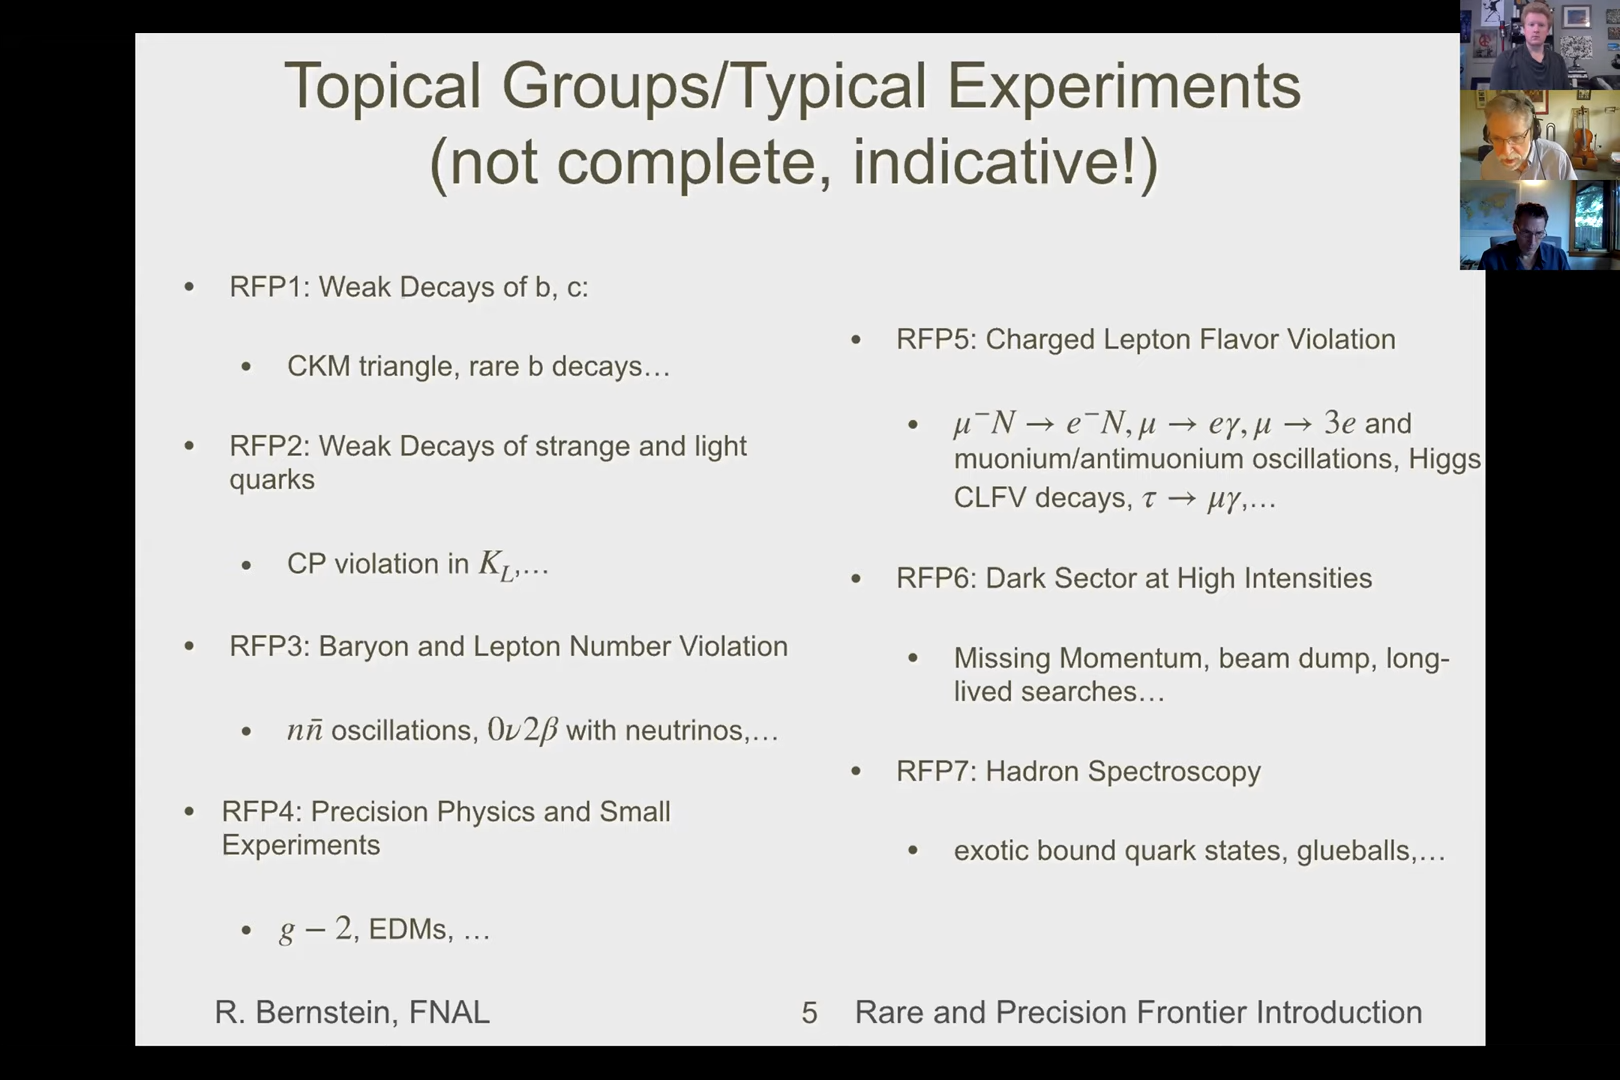 Topical Groups/Typical Experiments
(not complete, indicative!)
• RFP1: Weak Decays of b, c:
• CKM triangle, rare b decays…
• RFP2: Weak Decays of strange and light
quarks
• CP violation in K_L,…
• RFP3: Baryon and Lepton Number Violation
• nn̄ oscillations, 0ν2β with neutrinos,…
• RFP4: Precision Physics and Small
Experiments
• g − 2, EDMs, …
• RFP5: Charged Lepton Flavor Violation
• μ⁻N → e⁻N, μ → eγ, μ → 3e and
muonium/antimuonium oscillations, Higgs
CLFV decays, τ → μγ,…
• RFP6: Dark Sector at High Intensities
• Missing Momentum, beam dump, long-
lived searches…
• RFP7: Hadron Spectroscopy
• exotic bound quark states, glueballs,…
R. Bernstein, FNAL
5
Rare and Precision Frontier Introduction